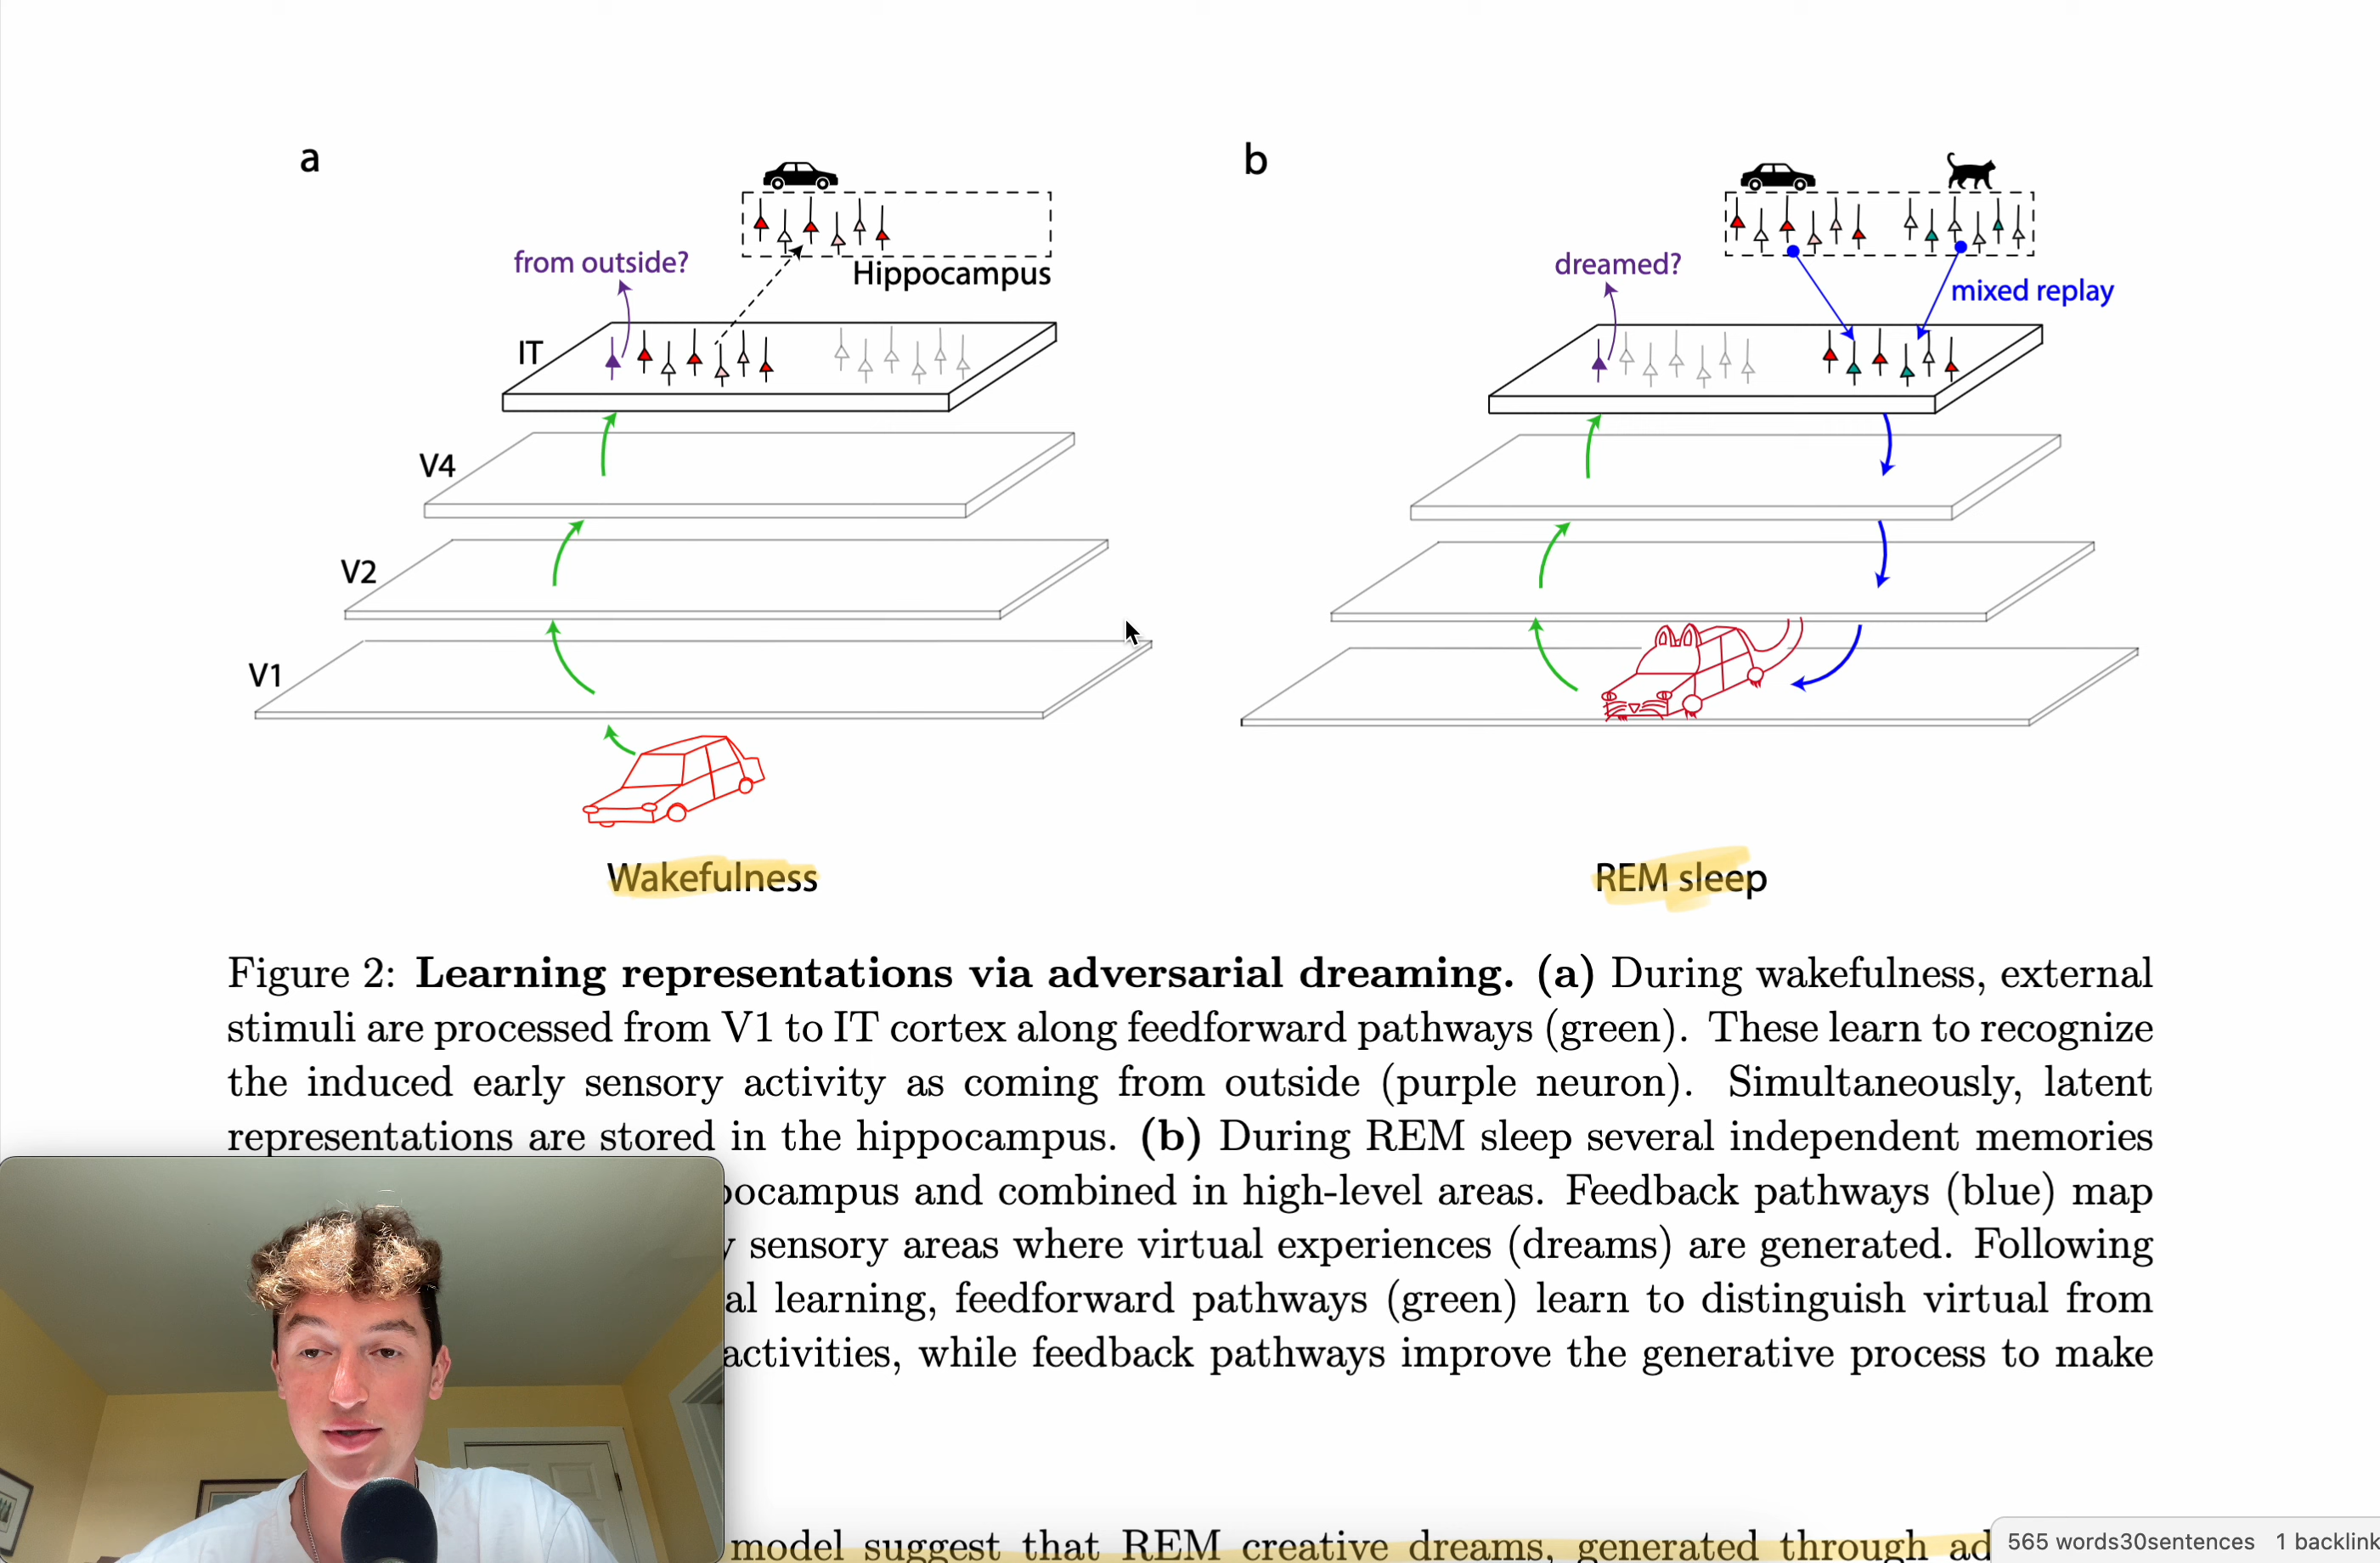 a
b
from outside?
Hippocampus
dreamed?
mixed replay
IT
V4
V2
V1
Wakefulness
REM sleep
Figure 2: Learning representations via adversarial dreaming. (a) During wakefulness, external
stimuli are processed from V1 to IT cortex along feedforward pathways (green). These learn to recognize
the induced early sensory activity as coming from outside (purple neuron). Simultaneously, latent
representations are stored in the hippocampus. (b) During REM sleep several independent memories
pocampus and combined in high-level areas. Feedback pathways (blue) map
y sensory areas where virtual experiences (dreams) are generated. Following
al learning, feedforward pathways (green) learn to distinguish virtual from
activities, while feedback pathways improve the generative process to make
model suggest that REM creative dreams, generated through ad
565 words30sentences 1 backlink